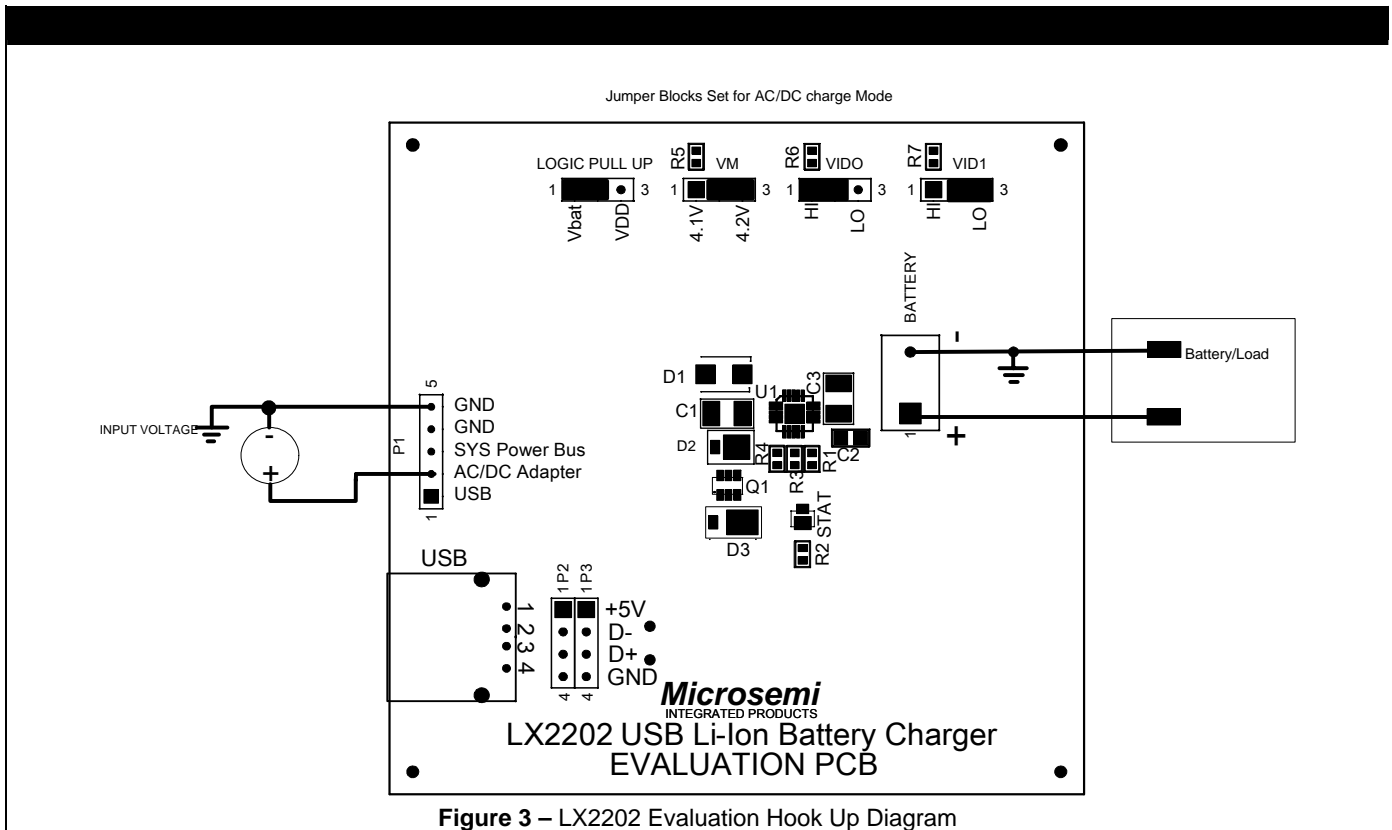 Jumper Blocks Set for AC/DC charge Mode
LOGIC PULL UP
1
3
Vbat
VDD
R5
VM
1
3
4.1V
4.2V
R6
VIDO
1
3
HI
LO
R7
VID1
1
3
HI
LO
BATTERY
-
+
1
Battery/Load
INPUT VOLTAGE
-
+
P1
5
GND
GND
SYS Power Bus
AC/DC Adapter
USB
1
D1
U1
C3
C1
D2
R4
R3
R1
C2
Q1
D3
STAT
R2
USB
1
2
3
4
1 P2
1 P3
4
4
+5V
D-
D+
GND
Microsemi
INTEGRATED PRODUCTS
LX2202 USB Li-Ion Battery Charger
EVALUATION PCB
Figure 3 – LX2202 Evaluation Hook Up Diagram